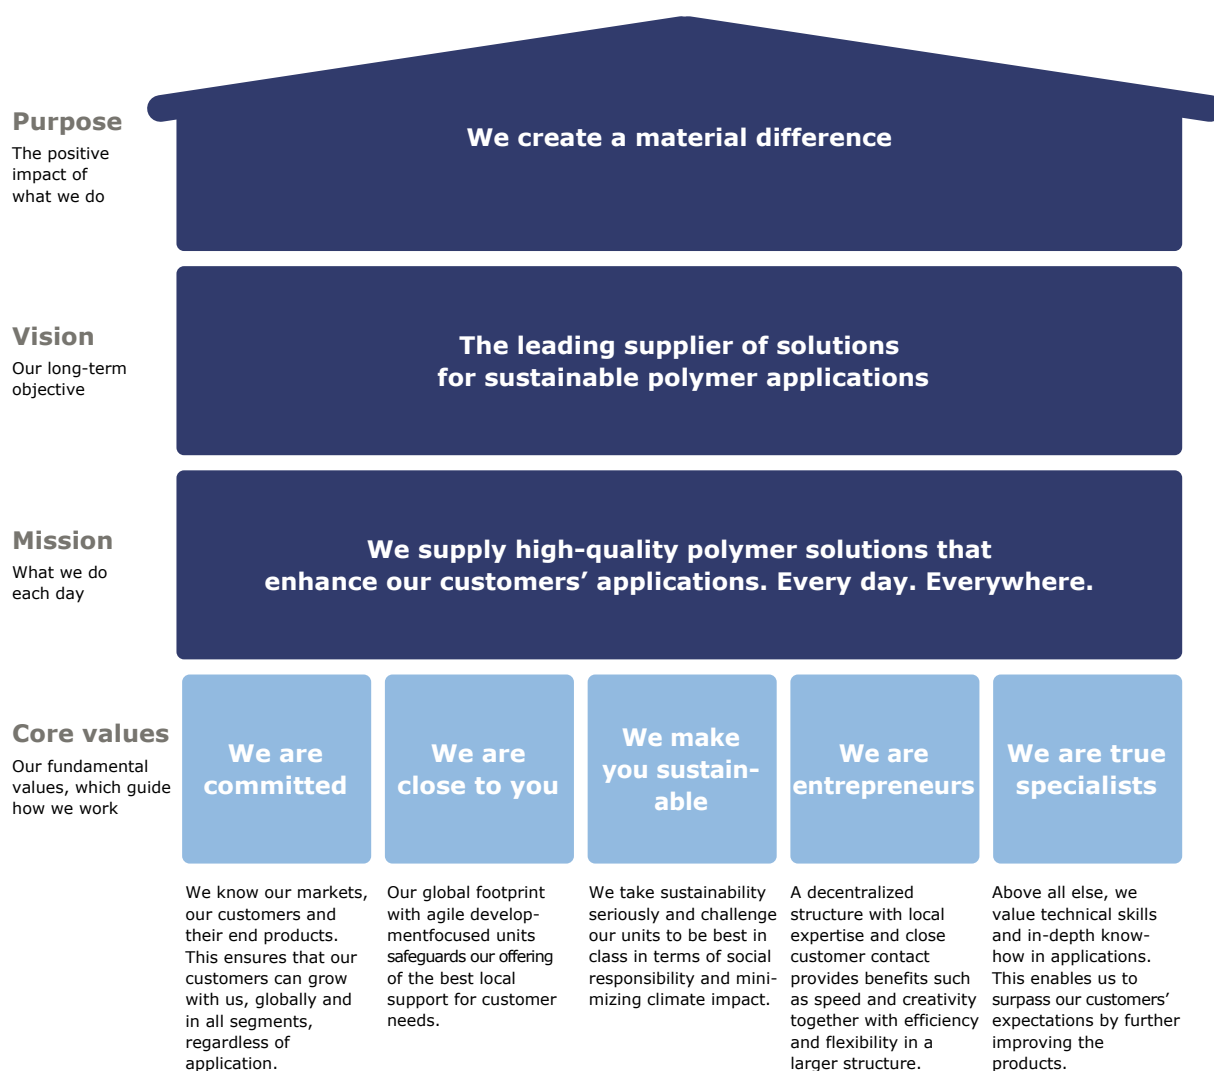 Purpose
The positive
impact of
what we do
We create a material difference
Vision
Our long-term
objective
The leading supplier of solutions
for sustainable polymer applications
Mission
What we do
each day
We supply high-quality polymer solutions that
enhance our customers’ applications. Every day. Everywhere.
Core values
Our fundamental
values, which guide
how we work
We are
committed
We are
close to you
We make
you sustain-
able
We are
entrepreneurs
We are true
specialists
We know our markets,
our customers and
their end products.
This ensures that our
customers can grow
with us, globally and
in all segments,
regardless of
application.
Our global footprint
with agile develop-
mentfocused units
safeguards our offering
of the best local
support for customer
needs.
We take sustainability
seriously and challenge
our units to be best in
class in terms of social
responsibility and mini-
mizing climate impact.
A decentralized
structure with local
expertise and close
customer contact
provides benefits such
as speed and creativity
together with efficiency
and flexibility in a
larger structure.
Above all else, we
value technical skills
and in-depth know-
how in applications.
This enables us to
surpass our customers’
expectations by further
improving the
products.